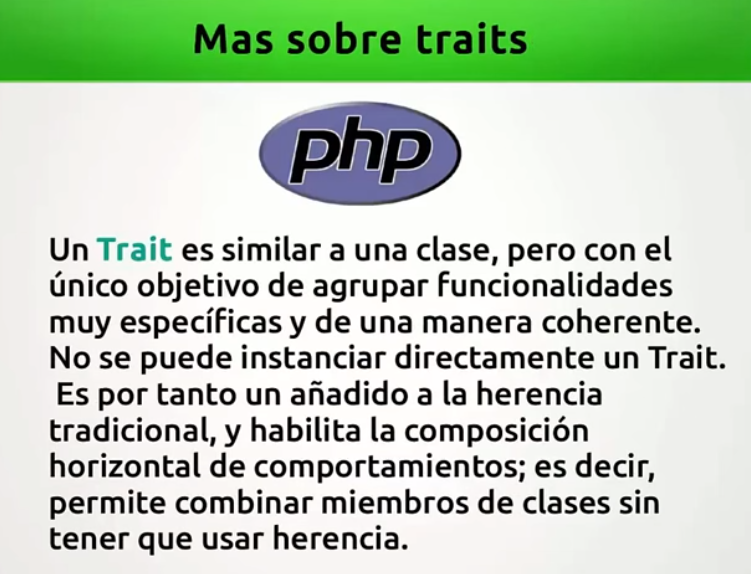 Mas sobre traits
php
Un Trait es similar a una clase, pero con el
único objetivo de agrupar funcionalidades
muy específicas y de una manera coherente.
No se puede instanciar directamente un Trait.
Es por tanto un añadido a la herencia
tradicional, y habilita la composición
horizontal de comportamientos; es decir,
permite combinar miembros de clases sin
tener que usar herencia.